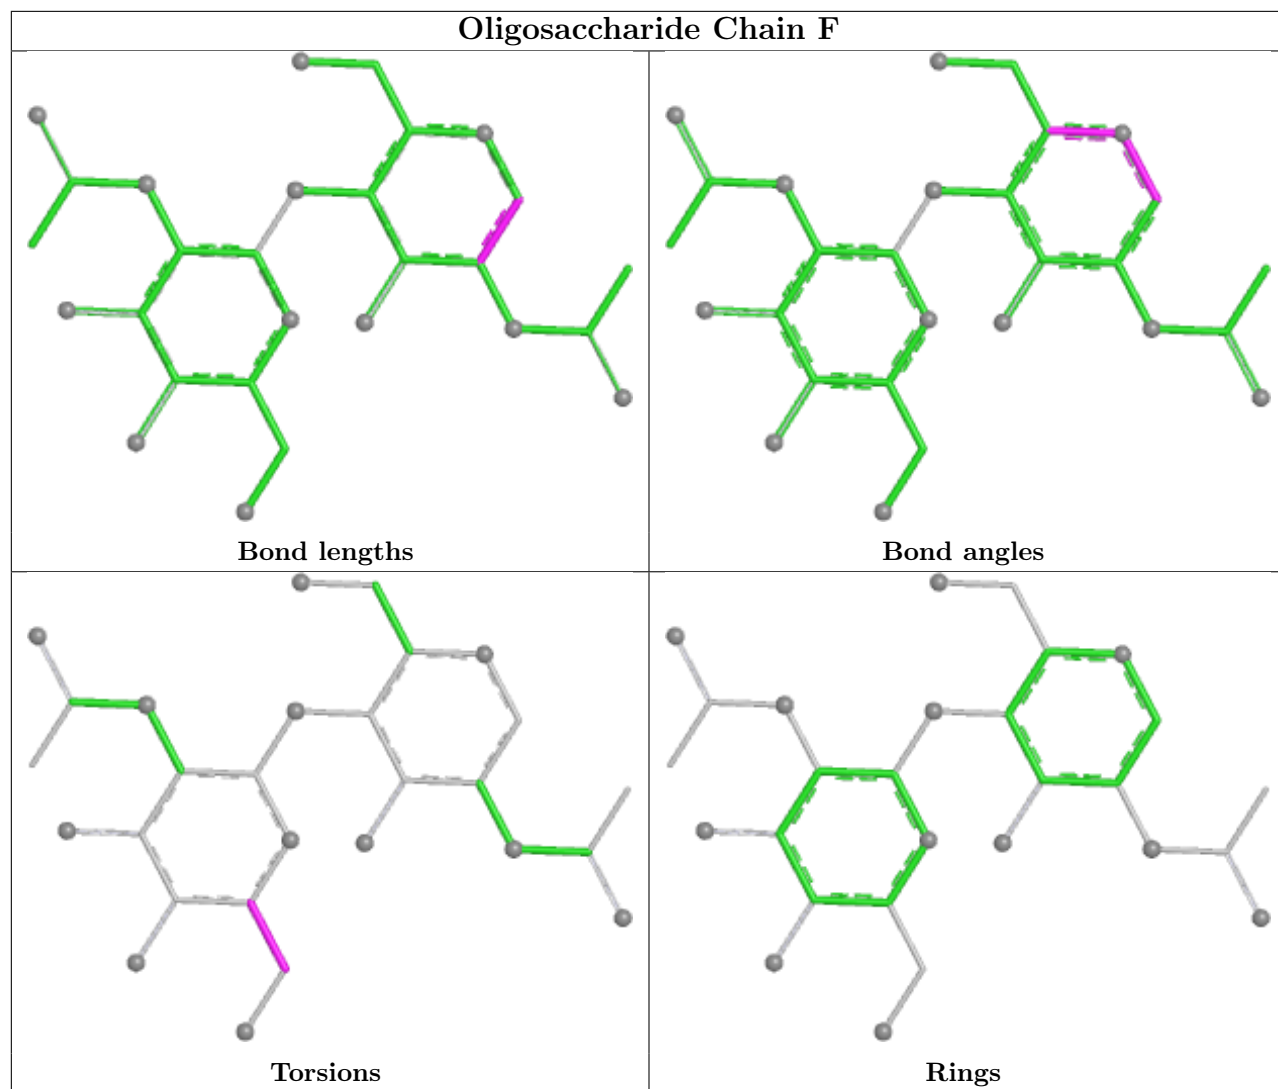 Oligosaccharide Chain F
Bond lengths
Bond angles
Torsions
Rings